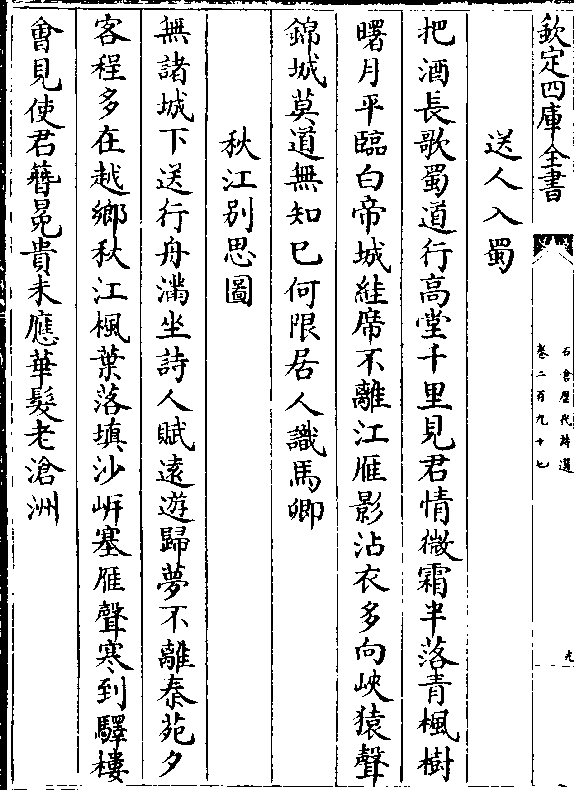 欽定四庫全書
石倉歷代詩選
卷二百九十七
九
送人入蜀
把酒長歌蜀道行高堂千里見君情微霜半落青楓樹
曙月平臨白帝城絓席不離江雁影沾衣多向峽猿聲
錦城莫道無知已何限居人識馬卿
秋江别思圖
無諸城下送行舟滿坐詩人賦遠遊歸夢不離秦苑夕
客程多在越鄉秋江楓葉落填沙岍塞雁聲寒到驛樓
會見使君簪冕貴未應華髮老滄洲